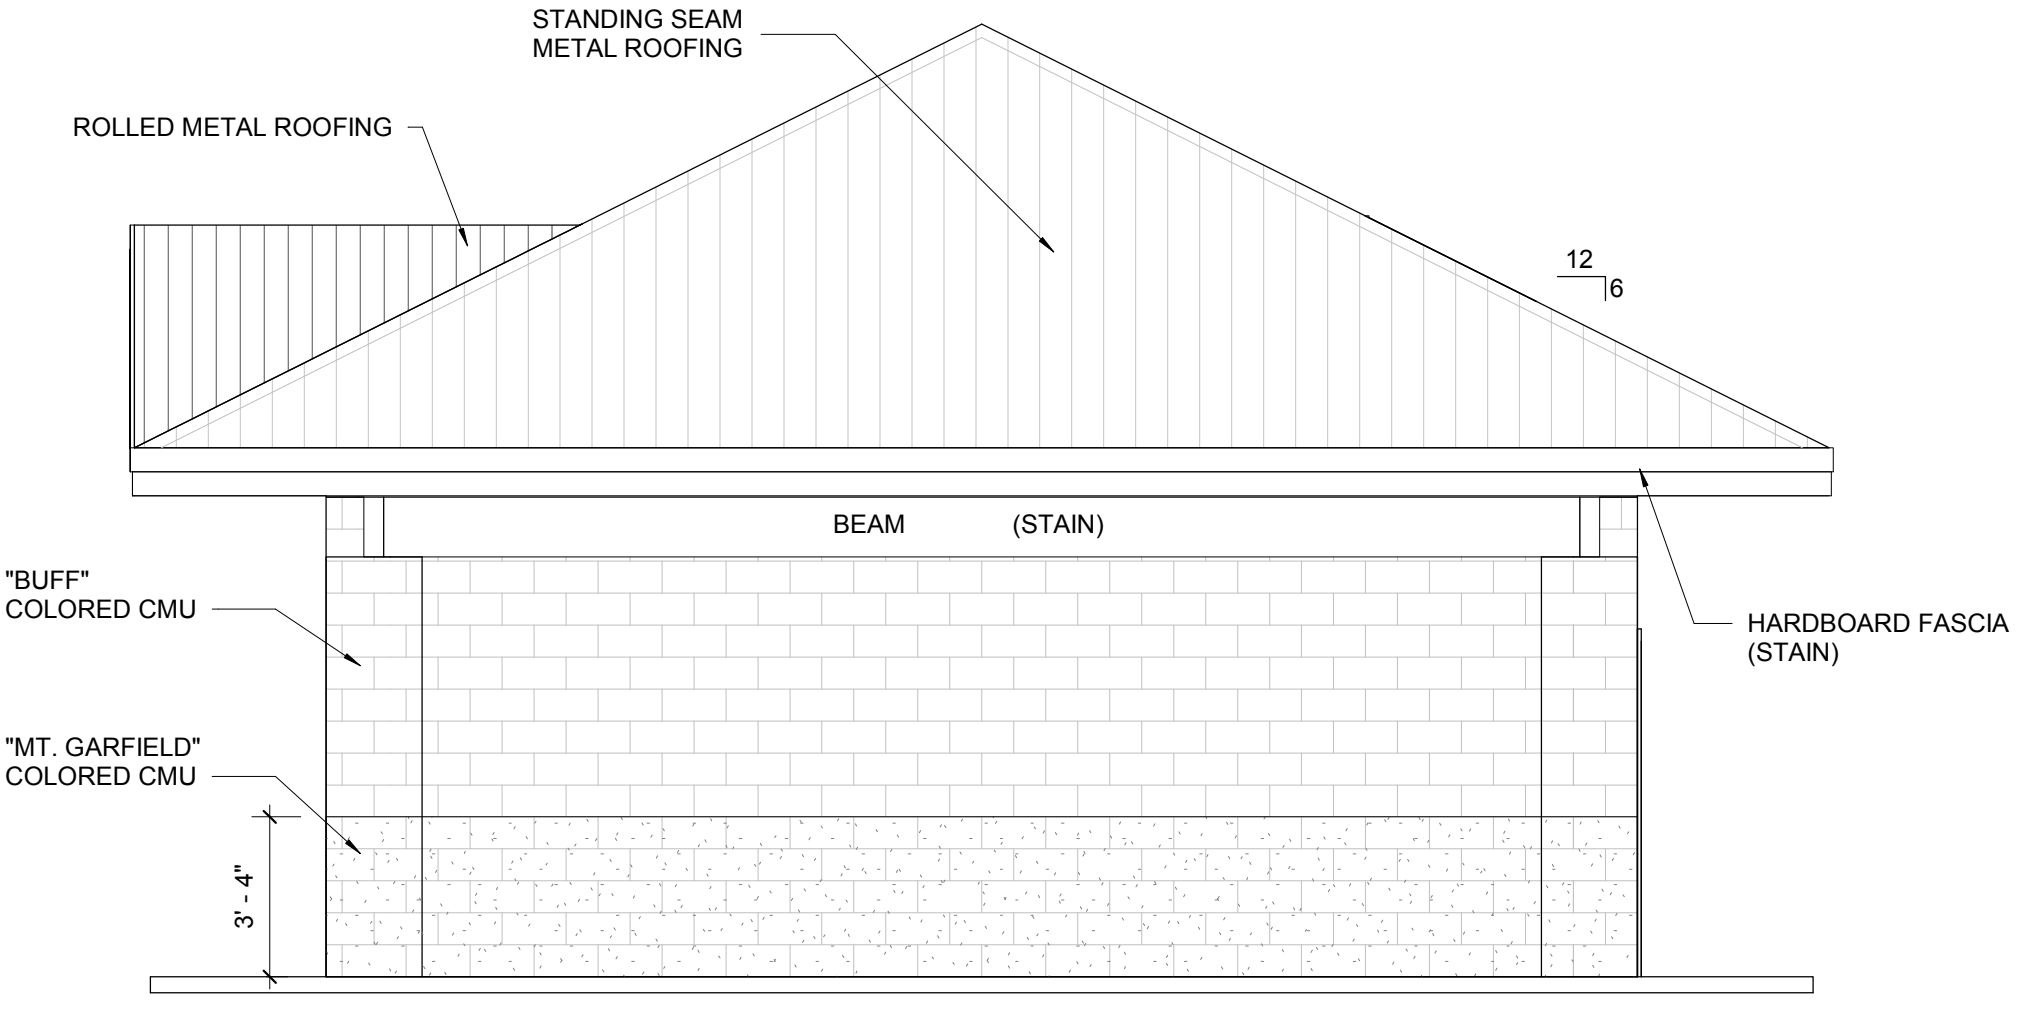 STANDING SEAM
METAL ROOFING
ROLLED METAL ROOFING
12
6
BEAM (STAIN)
"BUFF"
COLORED CMU
HARDBOARD FASCIA
(STAIN)
"MT. GARFIELD"
COLORED CMU
3' - 4"